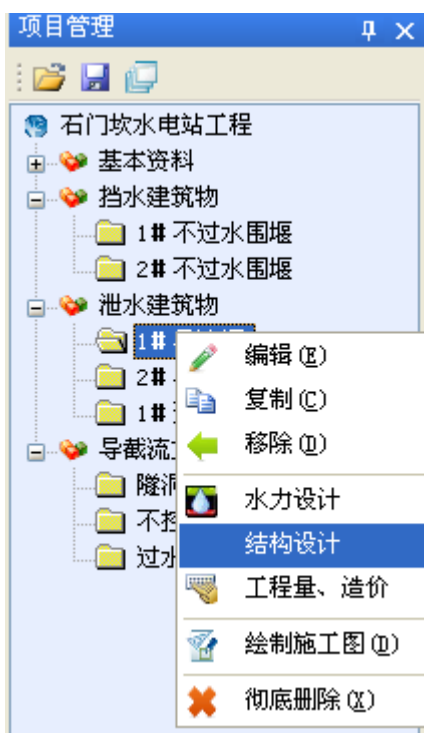 项目管理
石门坎水电站工程
基本资料
挡水建筑物
1# 不过水围堰
2# 不过水围堰
泄水建筑物
1#
2#
1#
导截流
隧洞
不控
过水
编辑(E)
复制(C)
移除(D)
水力设计
结构设计
工程量、造价
绘制施工图(D)
彻底删除(X)